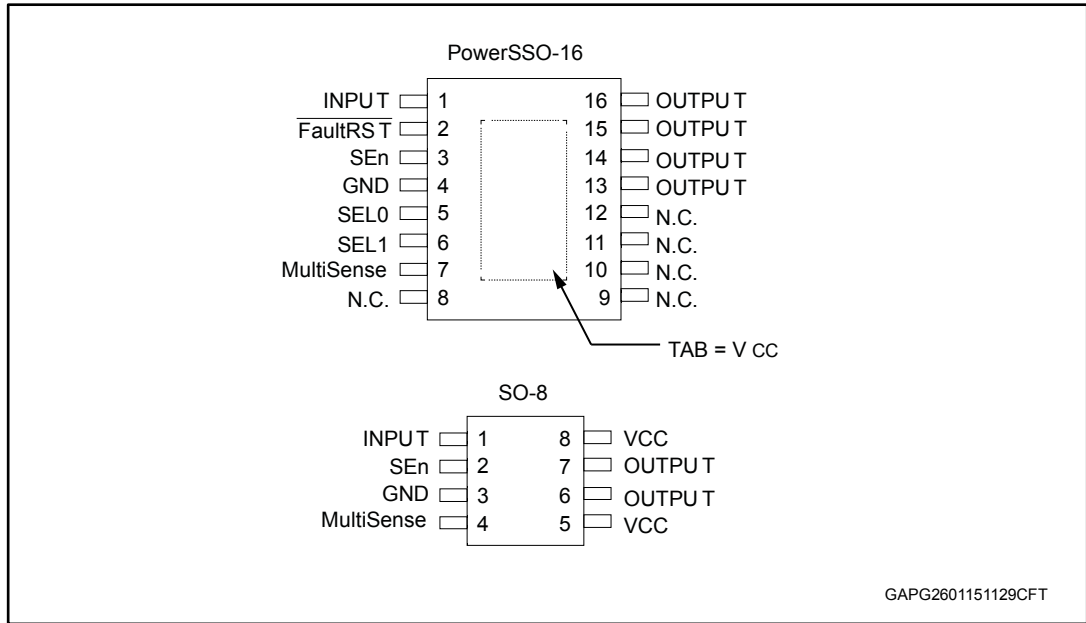 PowerSSO-16
INPUT 1 16 OUTPUT
FaultRST 2 15 OUTPUT
SEn 3 14 OUTPUT
GND 4 13 OUTPUT
SEL0 5 12 N.C.
SEL1 6 11 N.C.
MultiSense 7 10 N.C.
N.C. 8 9 N.C.
TAB = V CC
SO-8
INPUT 1 8 VCC
SEn 2 7 OUTPUT
GND 3 6 OUTPUT
MultiSense 4 5 VCC
GAPG2601151129CFT